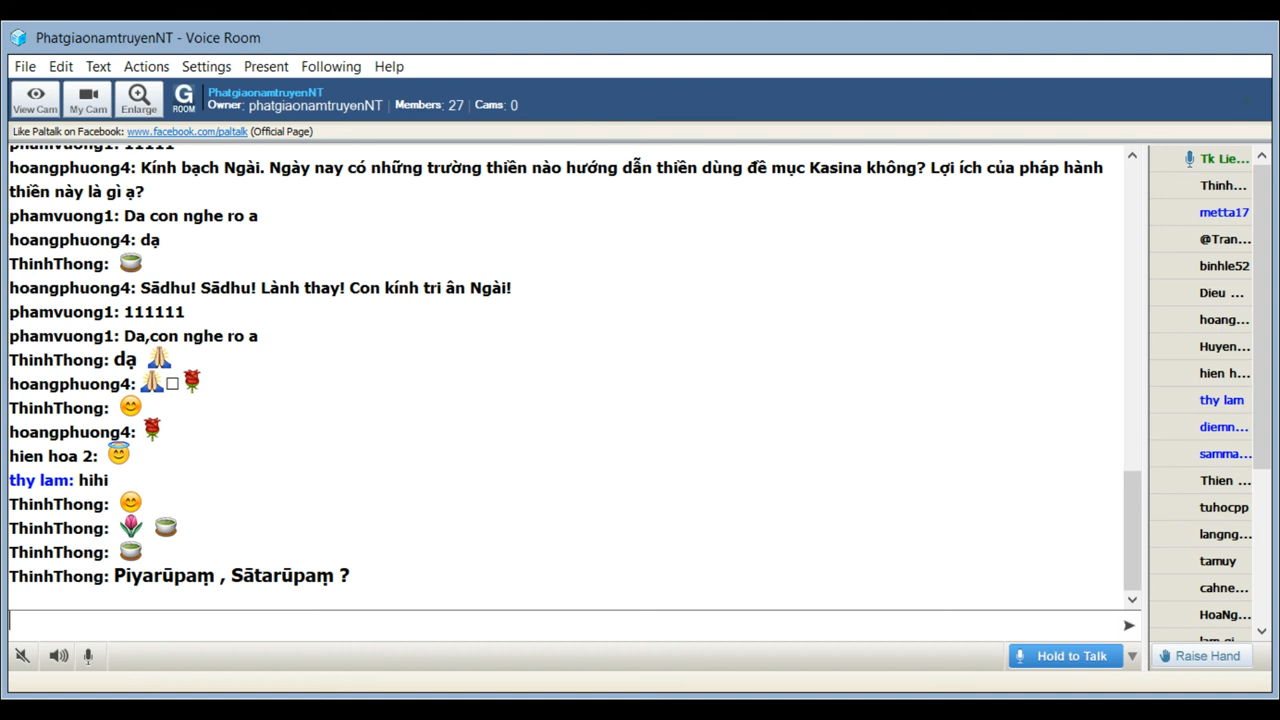 PhatgiaonamtruyenNT - Voice Room
File Edit Text Actions Settings Present Following Help
View Cam My Cam Enlarge G ROOM PhatgiaonamtruyenNT
Owner: phatgiaonamtruyenNT Members: 27 Cams: 0
Like Paltalk on Facebook: www.facebook.com/paltalk (Official Page)
phamvuong1: 11111
hoangphuong4: Kính bạch Ngài. Ngày nay có những trường thiền nào hướng dẫn thiền dùng đề mục Kasina không? Lợi ích của pháp hành
thiền này là gì ạ?
phamvuong1: Da con nghe ro a
hoangphuong4: dạ
ThinhThong:
hoangphuong4: Sādhu! Sādhu! Lành thay! Con kính tri ân Ngài!
phamvuong1: 111111
phamvuong1: Da,con nghe ro a
ThinhThong: dạ
hoangphuong4:
ThinhThong:
hoangphuong4:
hien hoa 2:
thy lam: hihi
ThinhThong:
ThinhThong:
ThinhThong:
ThinhThong: Piyarūpaṃ , Sātarūpaṃ ?
Tk Lie...
Thinh...
metta17
@Tran...
binhle52
Dieu ...
hoang...
Huyen...
hien h...
thy lam
diemn...
samma...
Thien ...
tuhocpp
langng...
tamuy
cahne...
HoaNg...
Hold to Talk
Raise Hand